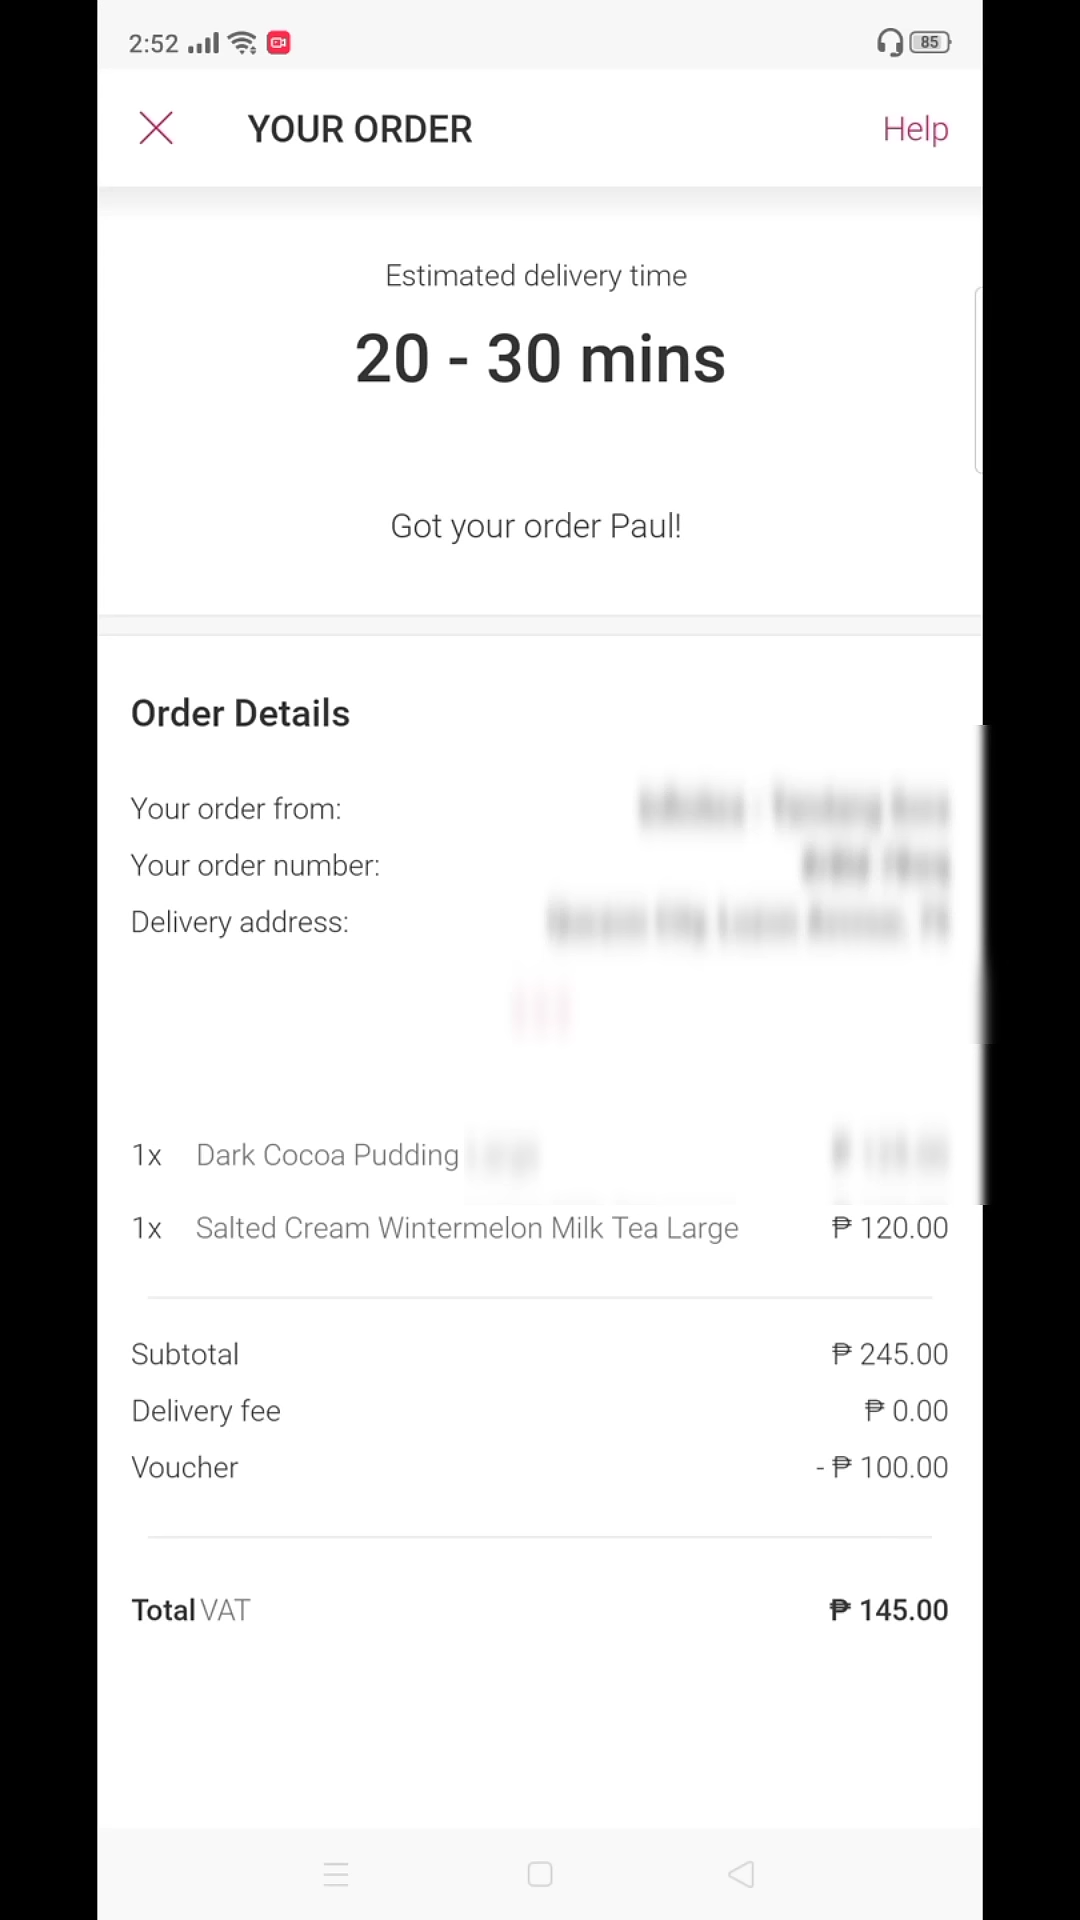 2:52
85
YOUR ORDER
Help
Estimated delivery time
20 - 30 mins
Got your order Paul!
Order Details
Your order from:
Your order number:
Delivery address:
1x Dark Cocoa Pudding
1x Salted Cream Wintermelon Milk Tea Large ₱ 120.00
Subtotal ₱ 245.00
Delivery fee ₱ 0.00
Voucher - ₱ 100.00
Total VAT ₱ 145.00